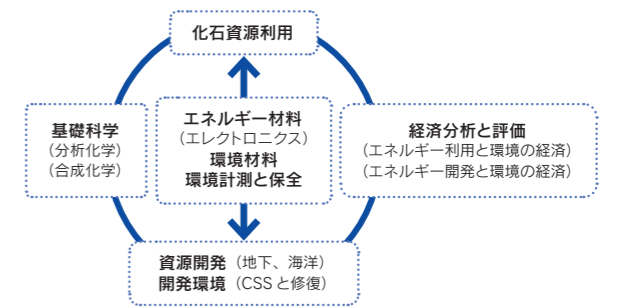 化石資源利用
基礎科学
（分析化学）
（合成化学）
エネルギー材料
（エレクトロニクス）
環境材料
環境計測と保全
経済分析と評価
（エネルギー利用と環境の経済）
（エネルギー開発と環境の経済）
資源開発（地下、海洋）
開発環境（CSSと修復）